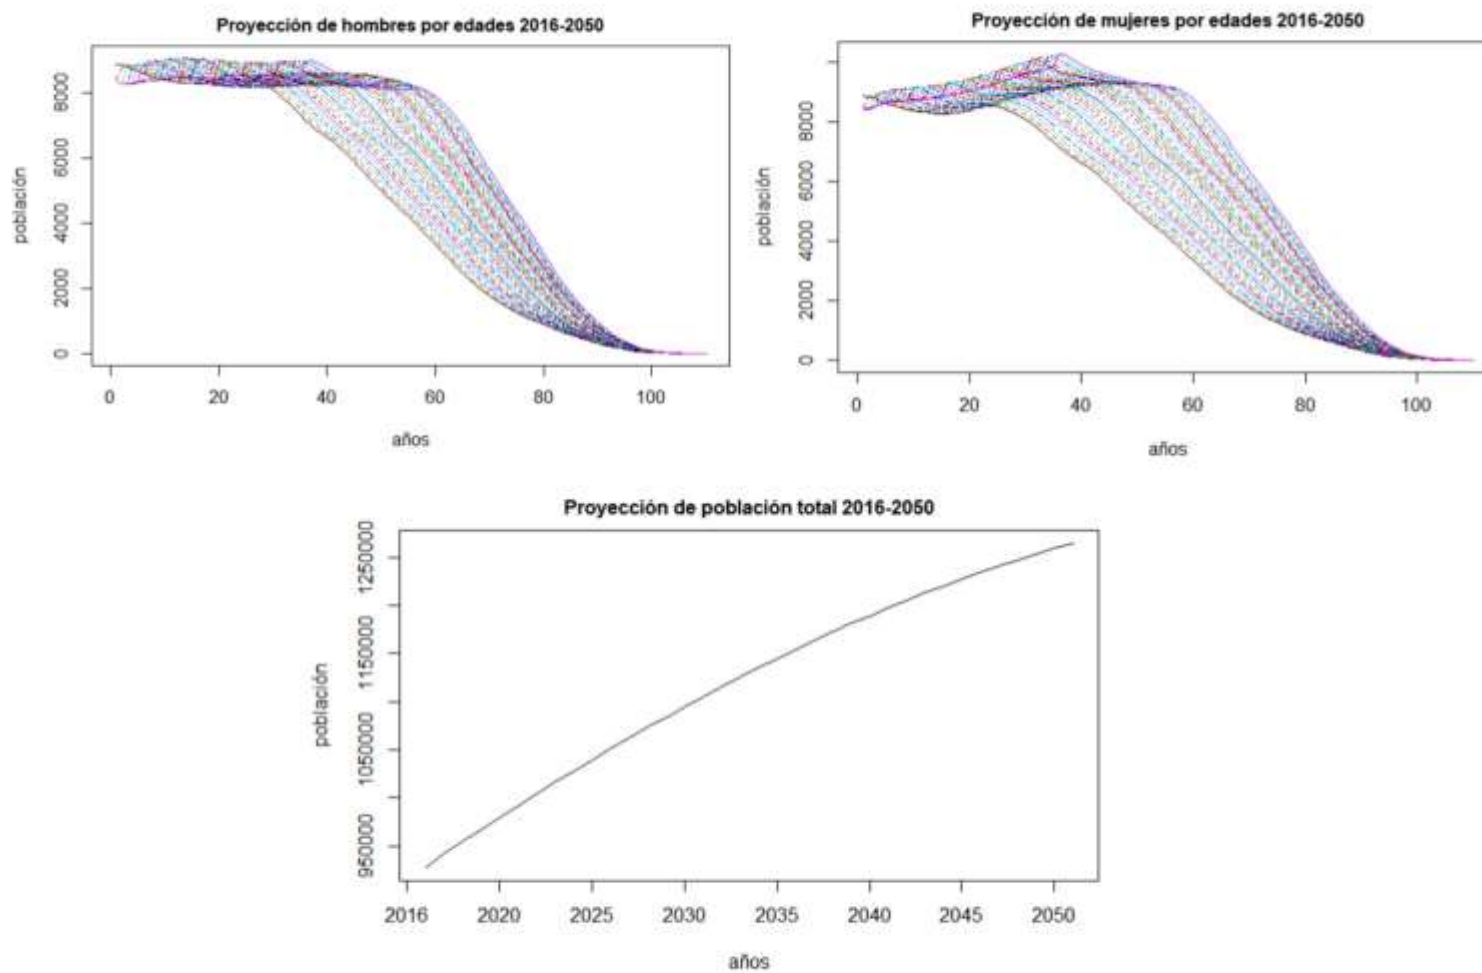 Proyección de hombres por edades 2016-2050
población
8000
6000
4000
2000
0
0 20 40 60 80 100
años
Proyección de mujeres por edades 2016-2050
población
8000
6000
4000
2000
0
0 20 40 60 80 100
años
Proyección de población total 2016-2050
población
1250000
1150000
1050000
950000
2016 2020 2025 2030 2035 2040 2045 2050
años